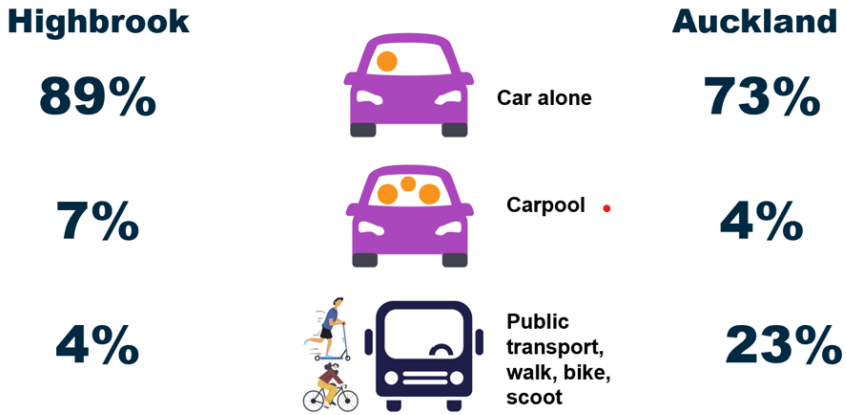 Highbrook
Auckland
89%
Car alone
73%
7%
Carpool
4%
4%
Public
transport,
walk, bike,
scoot
23%